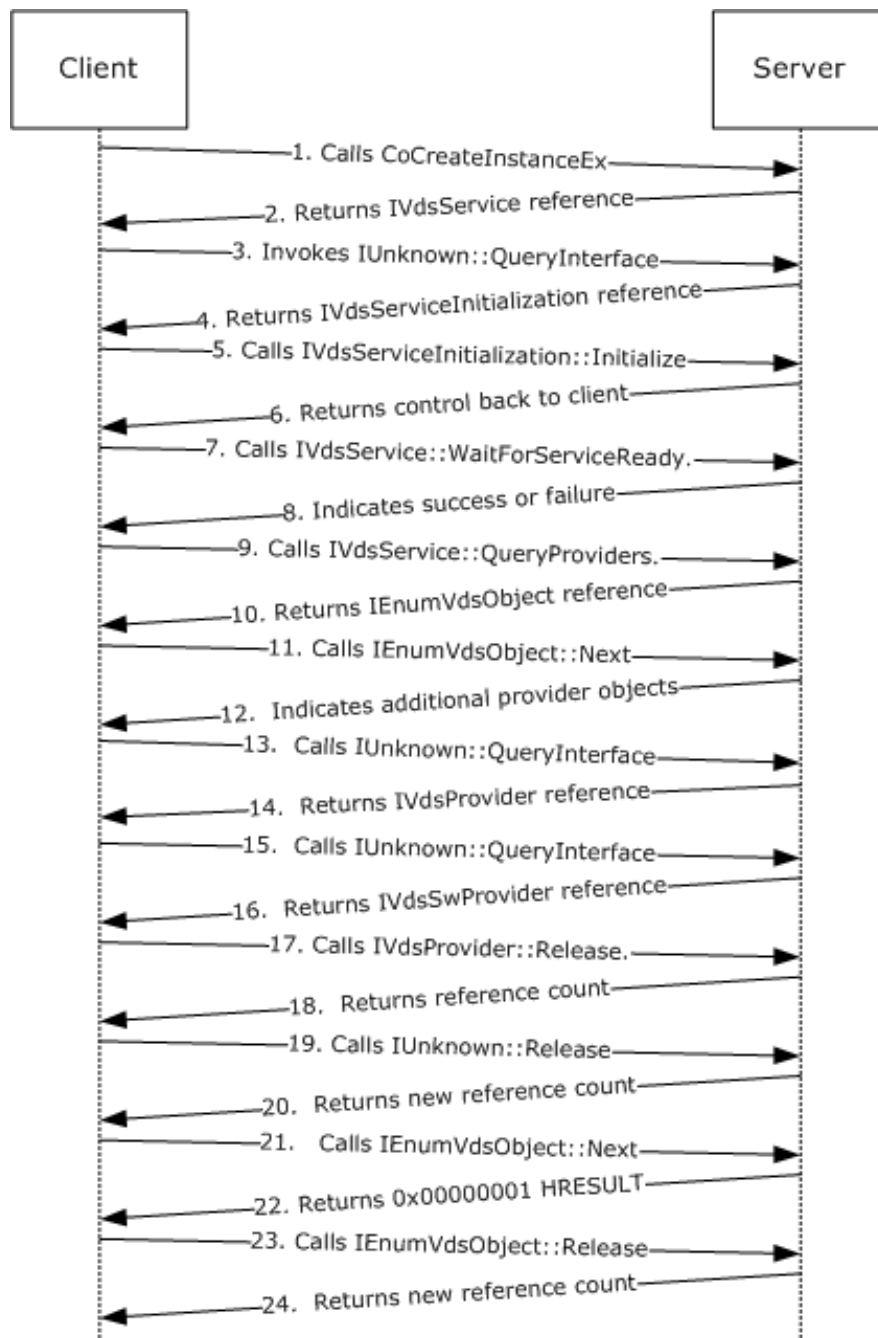 Client
Server
1. Calls CoCreateInstanceEx
2. Returns IVdsService reference
3. Invokes IUnknown::QueryInterface
4. Returns IVdsServiceInitialization reference
5. Calls IVdsServiceInitialization::Initialize
6. Returns control back to client
7. Calls IVdsService::WaitForServiceReady.
8. Indicates success or failure
9. Calls IVdsService::QueryProviders.
10. Returns IEnumVdsObject reference
11. Calls IEnumVdsObject::Next
12.  Indicates additional provider objects
13.  Calls IUnknown::QueryInterface
14.  Returns IVdsProvider reference
15.  Calls IUnknown::QueryInterface
16.  Returns IVdsSwProvider reference
17. Calls IVdsProvider::Release.
18.  Returns reference count
19. Calls IUnknown::Release
20.  Returns new reference count
21.   Calls IEnumVdsObject::Next
22. Returns 0x00000001 HRESULT
23. Calls IEnumVdsObject::Release
24.  Returns new reference count